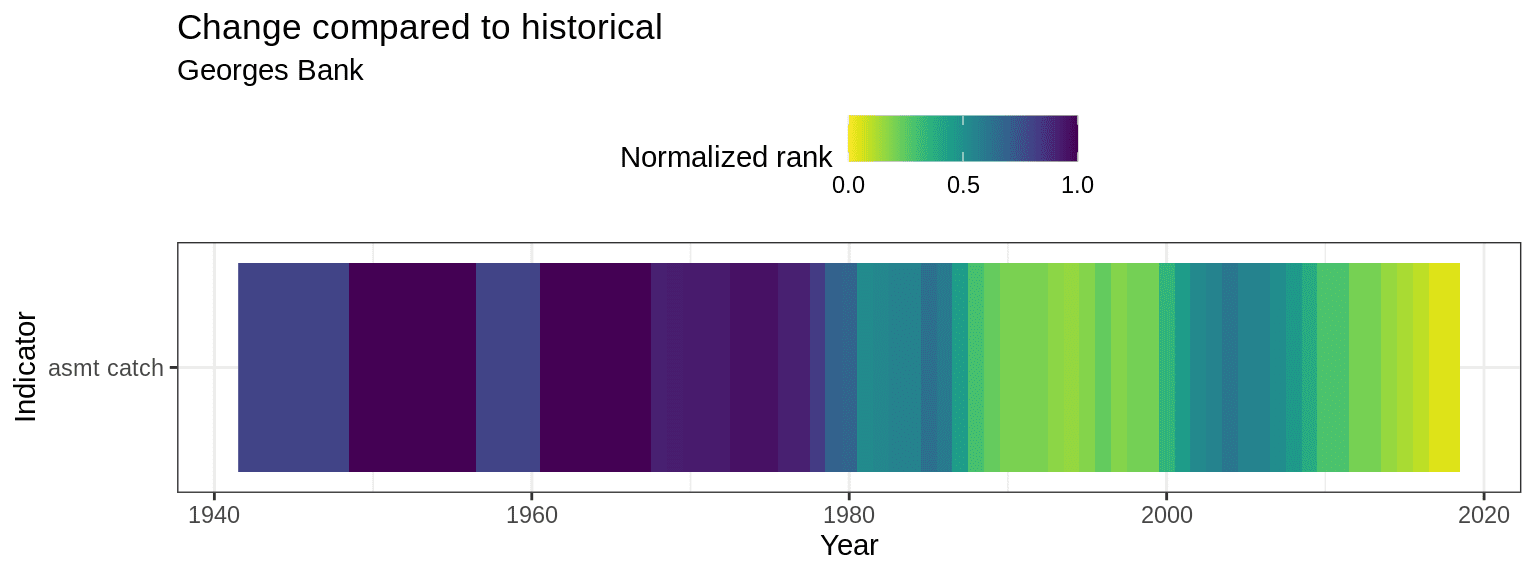 Change compared to historical
Georges Bank
Normalized rank
0.0 0.5 1.0
Indicator
asmt catch
1940 1960 1980 2000 2020
Year